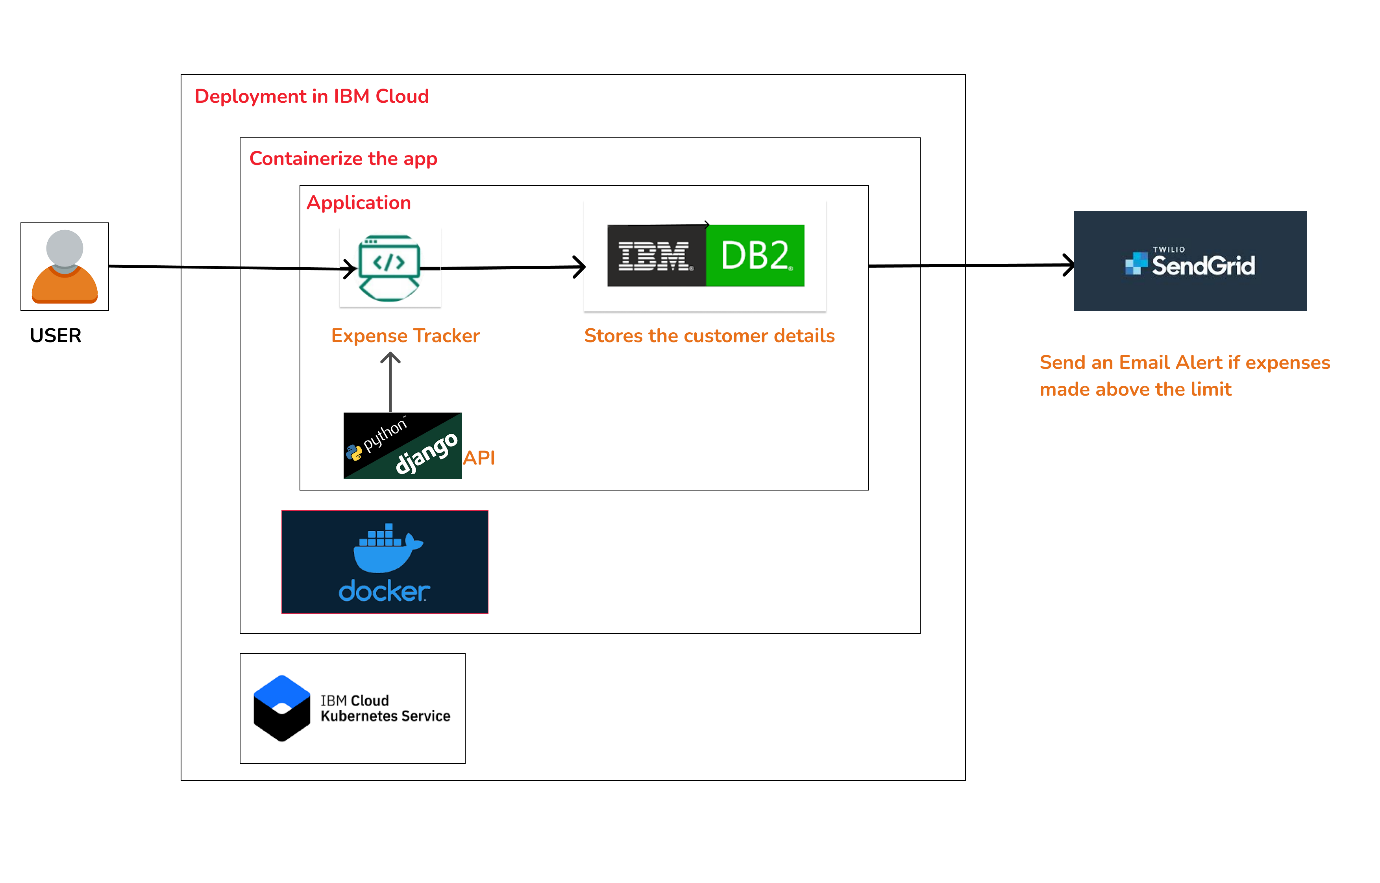 Deployment in IBM Cloud
Containerize the app
Application
IBM®
DB2®
TWILIO
SendGrid
USER
Expense Tracker
Stores the customer details
Send an Email Alert if expenses
made above the limit
python™
django
API
docker
IBM Cloud
Kubernetes Service